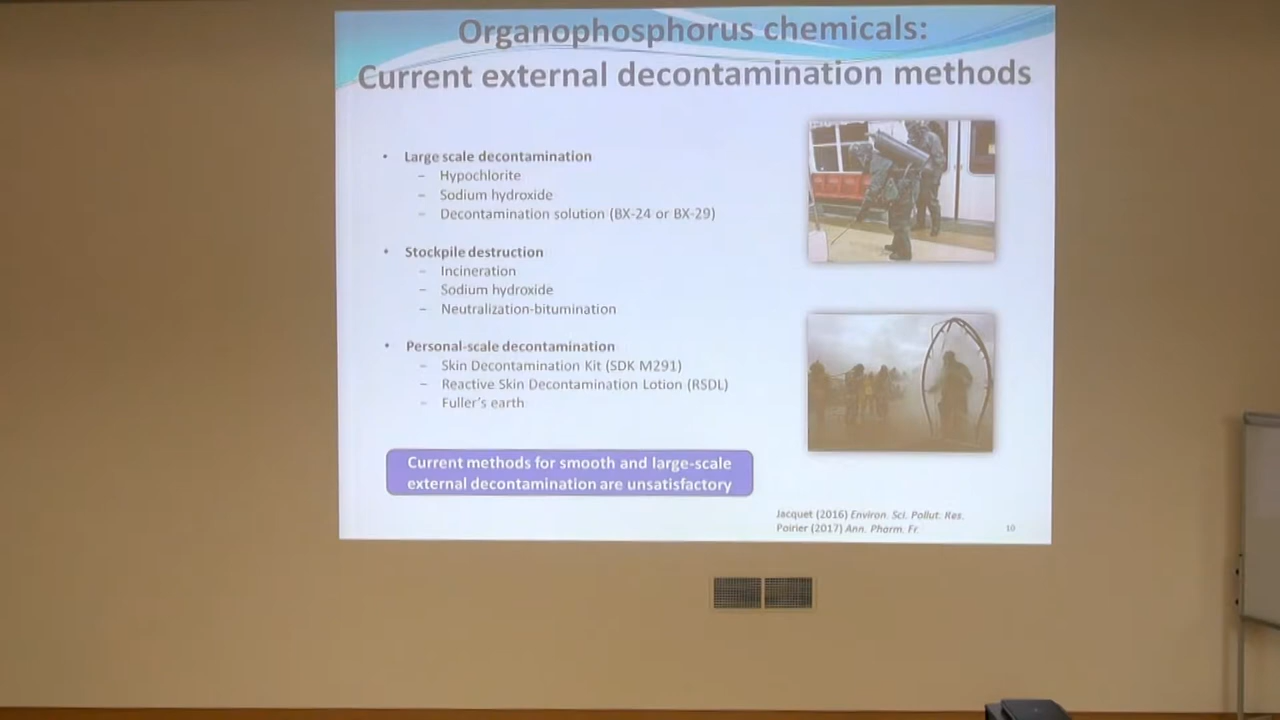 Organophosphorus chemicals:
Current external decontamination methods
• Large scale decontamination
– Hypochlorite
– Sodium hydroxide
– Decontamination solution (BX-24 or BX-29)
• Stockpile destruction
– Incineration
– Sodium hydroxide
– Neutralization-bitumination
• Personal-scale decontamination
– Skin Decontamination Kit (SDK M291)
– Reactive Skin Decontamination Lotion (RSDL)
– Fuller's earth
Current methods for smooth and large-scale
external decontamination are unsatisfactory
Jacquet (2016) Environ. Sci. Pollut. Res.
Poirier (2017) Ann. Pharm. Fr.
10